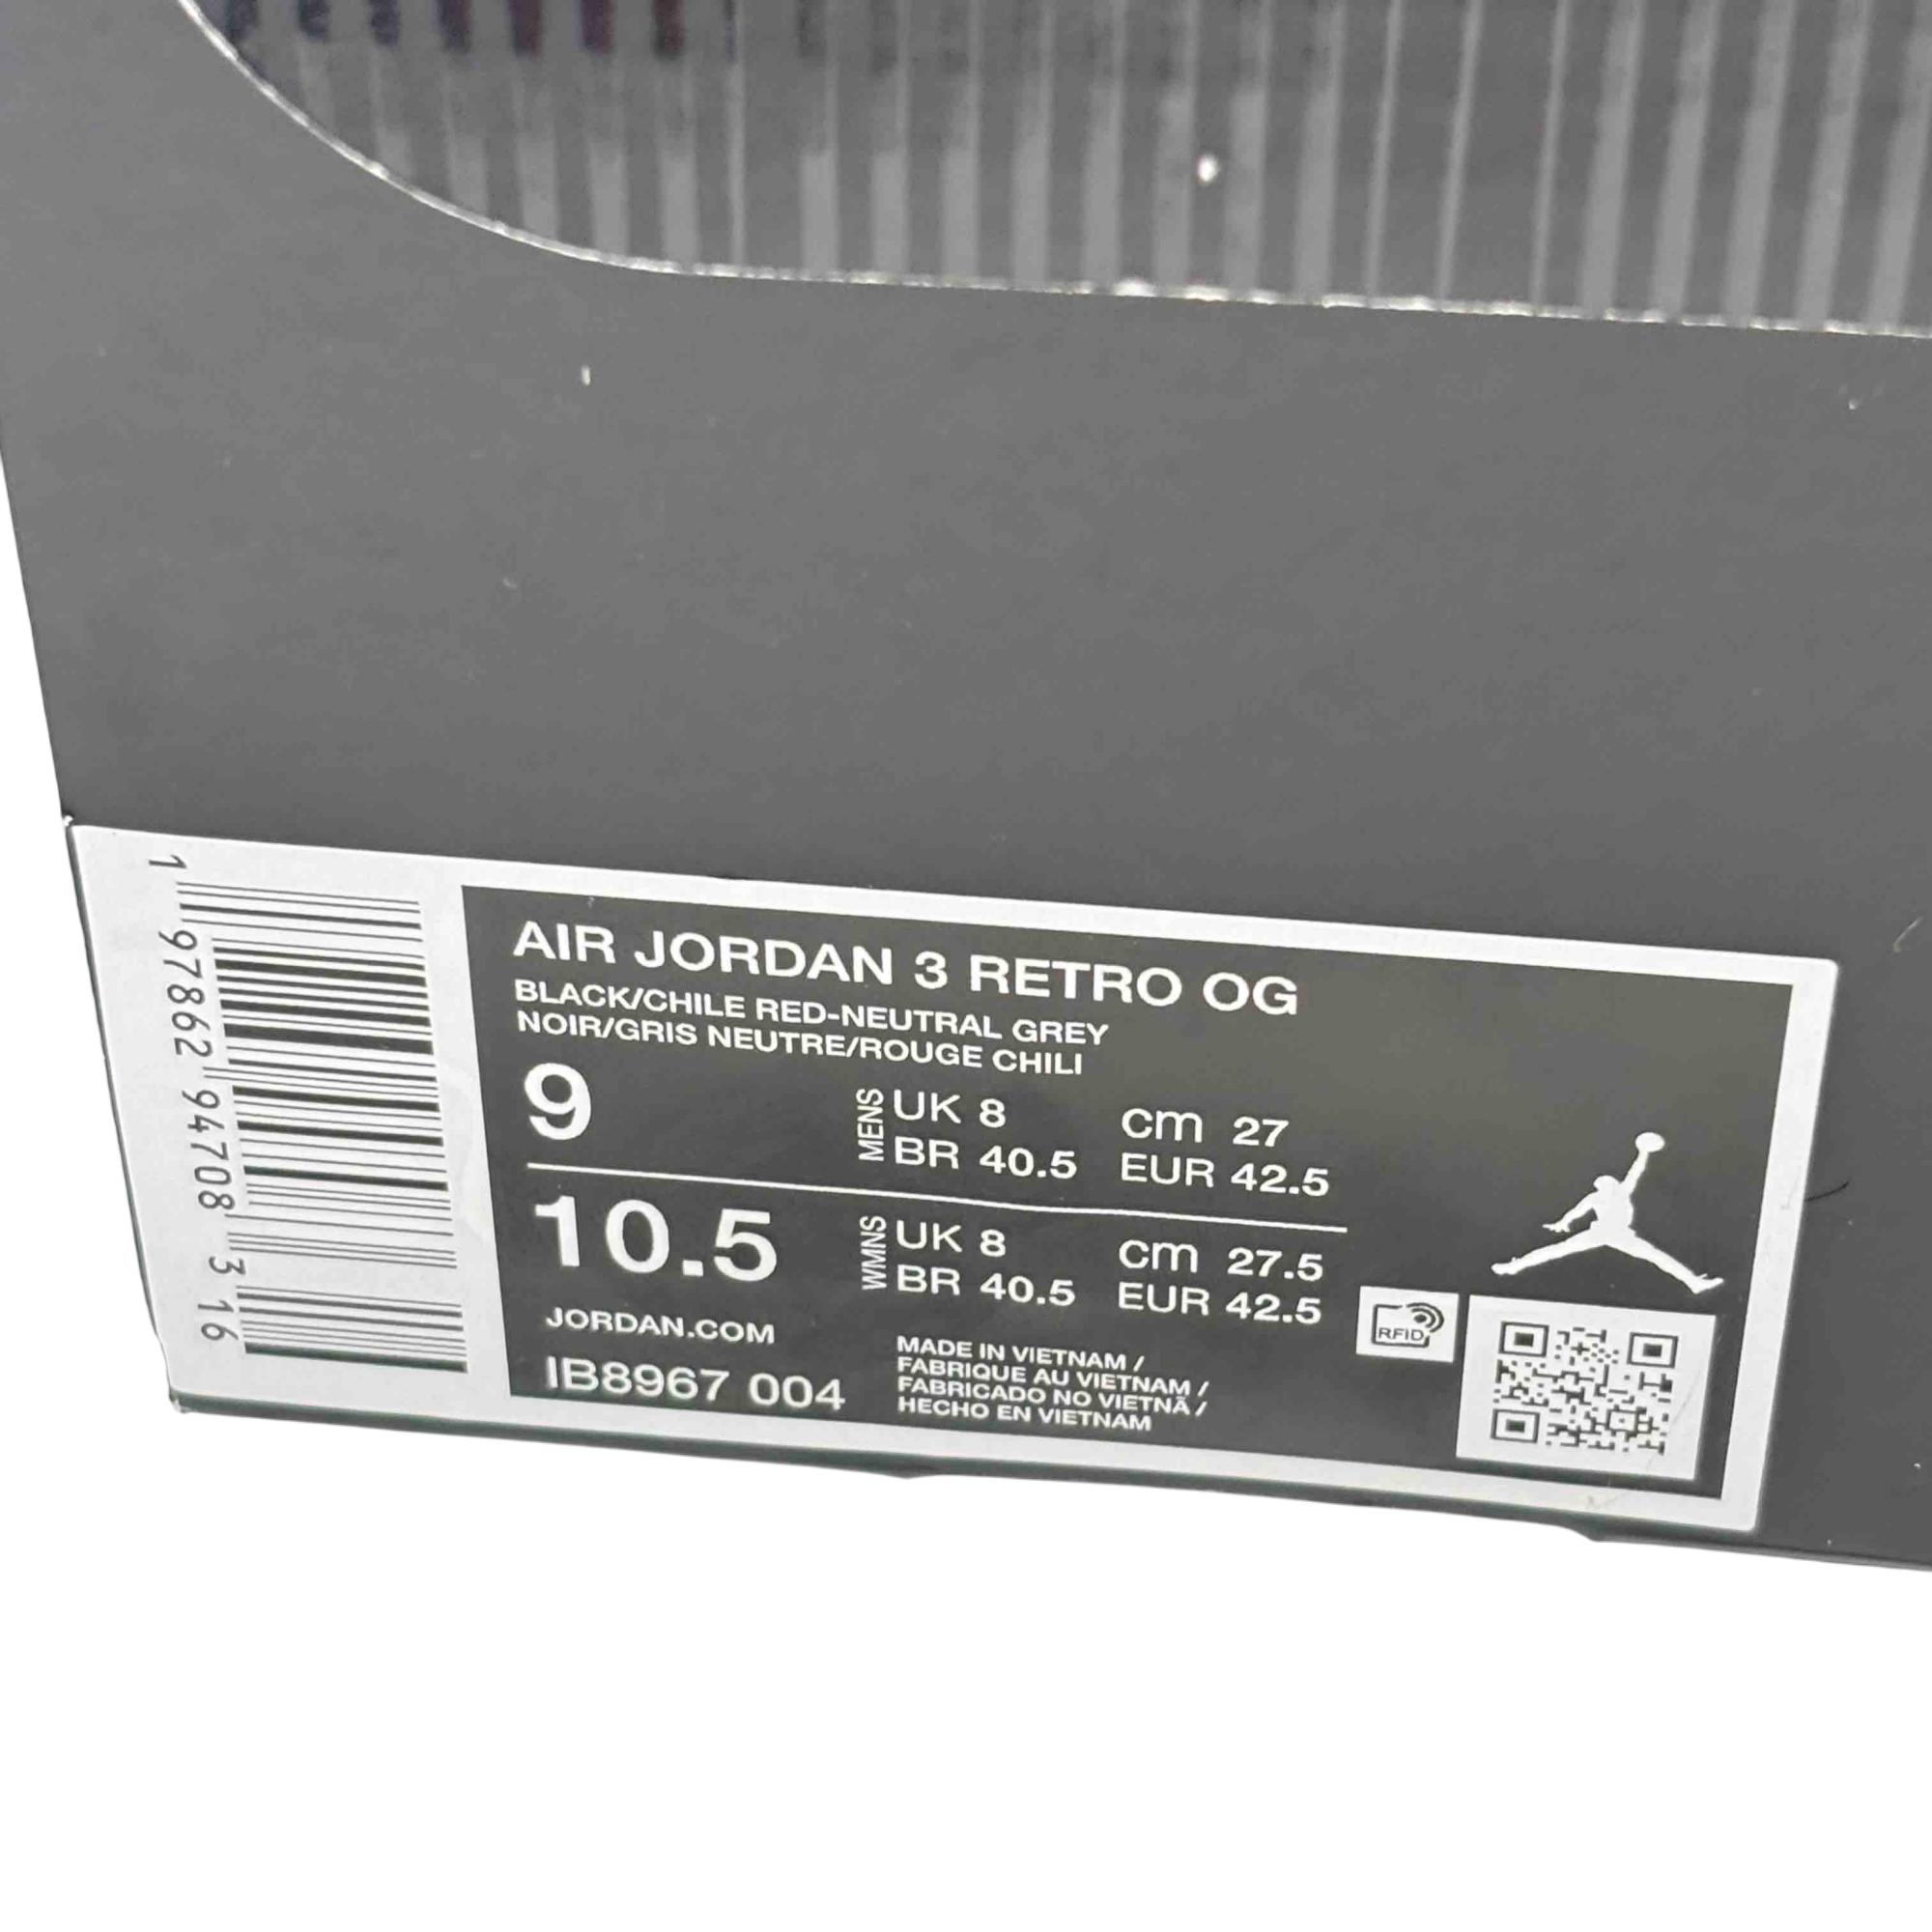 AIR JORDAN 3 RETRO OG
BLACK/CHILE RED-NEUTRAL GREY
NOIR/GRIS NEUTRE/ROUGE CHILI
9
MENS
UK 8 cm 27
BR 40.5 EUR 42.5
10.5
WMNS
UK 8 cm 27.5
BR 40.5 EUR 42.5
JORDAN.COM
IB8967 004
MADE IN VIETNAM /
FABRIQUE AU VIETNAM /
FABRICADO NO VIETNÃ /
HECHO EN VIETNAM
RFID
1 97862 94708 3 16